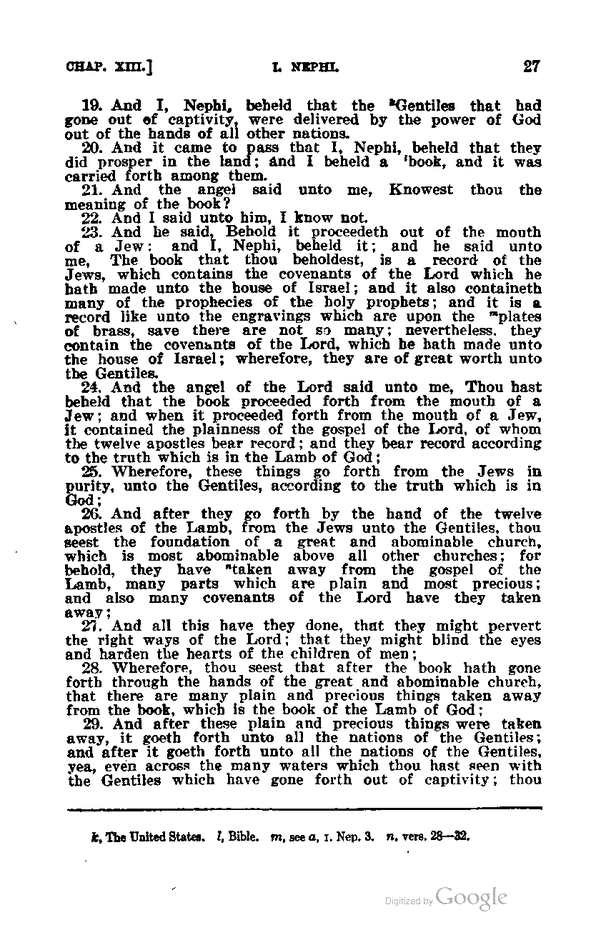 CHAP. XIII.] I. NEPHI. 27
19. And I, Nephi, beheld that the kGentiles that had
gone out of captivity, were delivered by the power of God
out of the hands of all other nations.
20. And it came to pass that I, Nephi, beheld that they
did prosper in the land; and I beheld a lbook, and it was
carried forth among them.
21. And the angel said unto me, Knowest thou the
meaning of the book?
22. And I said unto him, I know not.
23. And he said, Behold it proceedeth out of the mouth
of a Jew: and I, Nephi, beheld it; and he said unto
me, The book that thou beholdest, is a record of the
Jews, which contains the covenants of the Lord which he
hath made unto the house of Israel; and it also containeth
many of the prophecies of the holy prophets; and it is a
record like unto the engravings which are upon the mplates
of brass, save there are not so many; nevertheless, they
contain the covenants of the Lord, which he hath made unto
the house of Israel; wherefore, they are of great worth unto
the Gentiles.
24. And the angel of the Lord said unto me, Thou hast
beheld that the book proceeded forth from the mouth of a
Jew; and when it proceeded forth from the mouth of a Jew,
it contained the plainness of the gospel of the Lord, of whom
the twelve apostles bear record; and they bear record according
to the truth which is in the Lamb of God;
25. Wherefore, these things go forth from the Jews in
purity, unto the Gentiles, according to the truth which is in
God;
26. And after they go forth by the hand of the twelve
apostles of the Lamb, from the Jews unto the Gentiles, thou
seest the foundation of a great and abominable church,
which is most abominable above all other churches; for
behold, they have ntaken away from the gospel of the
Lamb, many parts which are plain and most precious;
and also many covenants of the Lord have they taken
away;
27. And all this have they done, that they might pervert
the right ways of the Lord; that they might blind the eyes
and harden the hearts of the children of men;
28. Wherefore, thou seest that after the book hath gone
forth through the hands of the great and abominable church,
that there are many plain and precious things taken away
from the book, which is the book of the Lamb of God;
29. And after these plain and precious things were taken
away, it goeth forth unto all the nations of the Gentiles;
and after it goeth forth unto all the nations of the Gentiles,
yea, even across the many waters which thou hast seen with
the Gentiles which have gone forth out of captivity; thou
k, The United States. l, Bible. m, see a, I. Nep. 3. n, vers. 28—32.
Digitized by Google